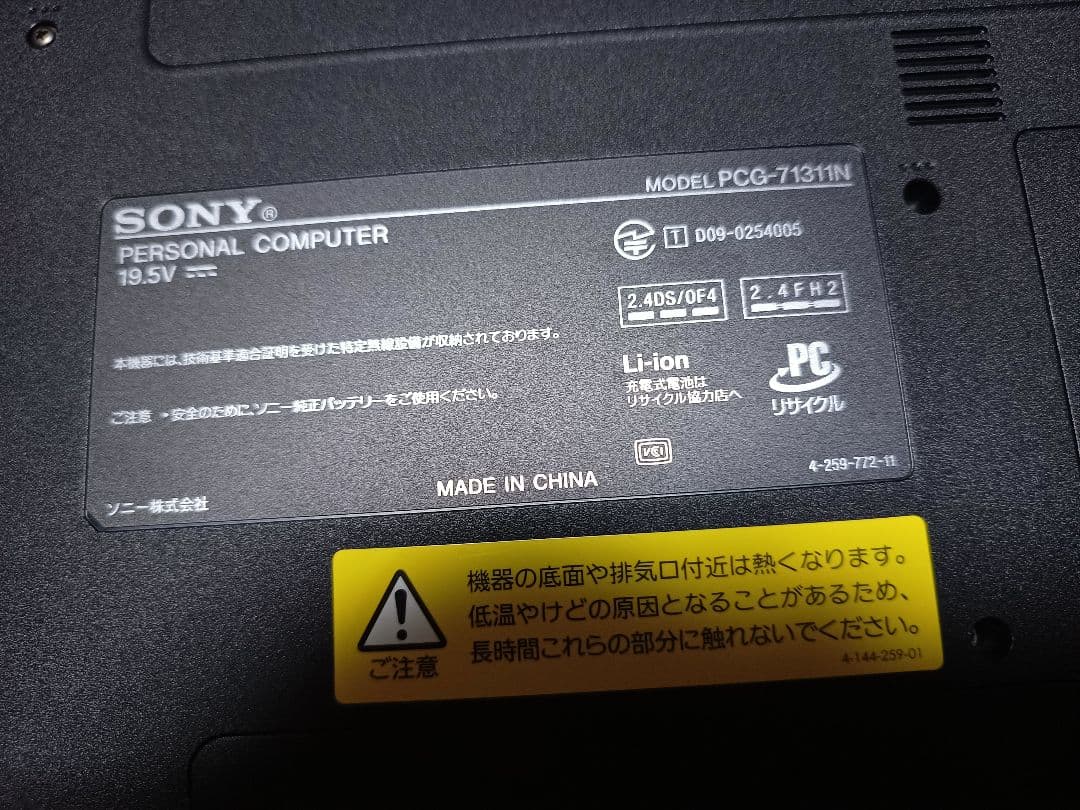 SONY®
MODEL PCG-71311N
PERSONAL COMPUTER
19.5V
T D09-0254005
2.4DS/OF4
2.4FH2
本機器には、技術基準適合証明を受けた特定無線設備が収納されております。
Li-ion
充電式電池は
リサイクル協力店へ
PC
リサイクル
ご注意 ・安全のために、ソニー純正バッテリーをご使用ください。
VCI
4-259-772-11
MADE IN CHINA
ソニー株式会社
機器の底面や排気口付近は熱くなります。
低温やけどの原因となることがあるため、
長時間これらの部分に触れないでください。
ご注意
4-144-259-01